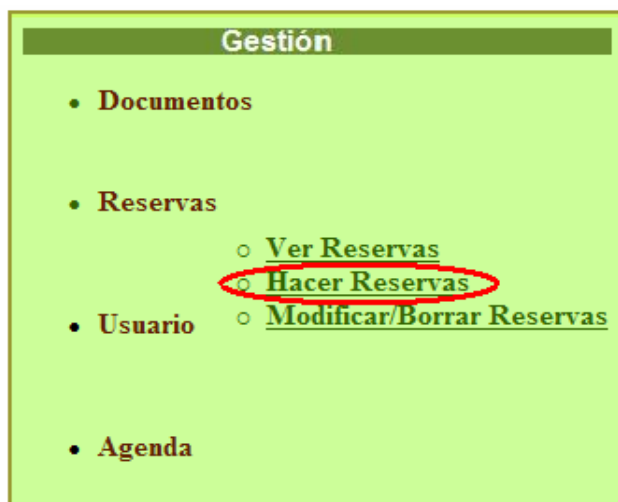 Gestión
Documentos
Reservas
Ver Reservas
Hacer Reservas
Modificar/Borrar Reservas
Usuario
Agenda